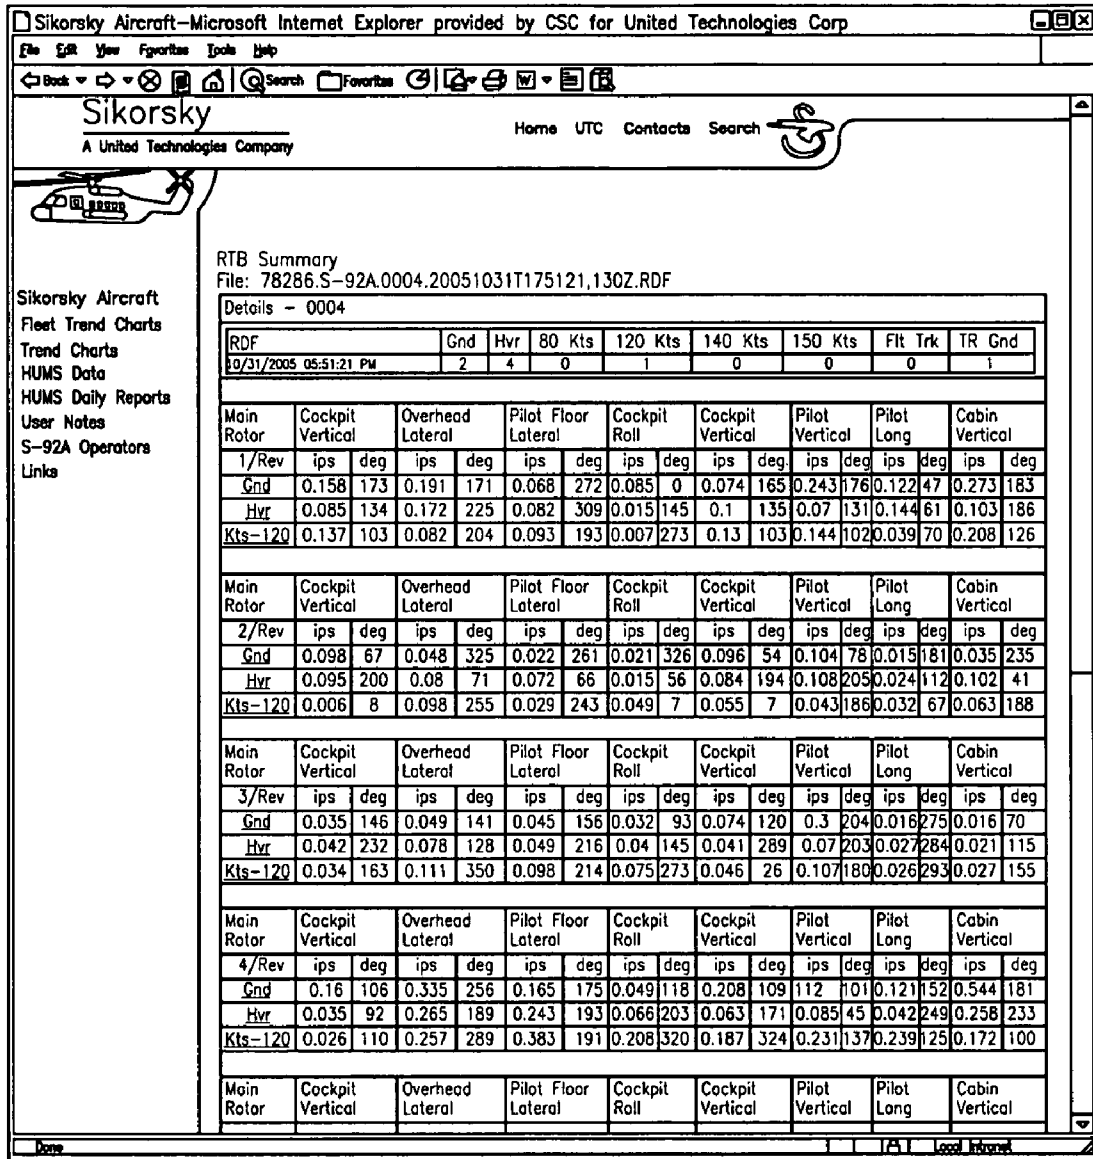 Sikorsky Aircraft–Microsoft Internet Explorer provided by CSC for United Technologies Corp
File Edit View Favorites Tools Help
Back Search Favorites W
Sikorsky
A United Technologies Company
Home UTC Contacts Search
Sikorsky Aircraft
Fleet Trend Charts
Trend Charts
HUMS Data
HUMS Daily Reports
User Notes
S-92A Operators
Links
RTB Summary
File: 78286.S-92A.0004.20051031T175121,130Z.RDF
Details - 0004
RDF Gnd Hvr 80 Kts 120 Kts 140 Kts 150 Kts Flt Trk TR Gnd
10/31/2005 05:51:21 PM 2 4 0 1 0 0 0 1
Main Rotor Cockpit Vertical Overhead Lateral Pilot Floor Lateral Cockpit Roll Cockpit Vertical Pilot Vertical Pilot Long Cabin Vertical
1/Rev ips deg ips deg ips deg ips deg ips deg. ips deg ips deg ips deg
Gnd 0.158 173 0.191 171 0.068 272 0.085 0 0.074 165 0.243 176 0.122 47 0.273 183
Hvr 0.085 134 0.172 225 0.082 309 0.015 145 0.1 135 0.07 131 0.144 61 0.103 186
Kts-120 0.137 103 0.082 204 0.093 193 0.007 273 0.13 103 0.144 102 0.039 70 0.208 126
Main Rotor Cockpit Vertical Overhead Lateral Pilot Floor Lateral Cockpit Roll Cockpit Vertical Pilot Vertical Pilot Long Cabin Vertical
2/Rev ips deg ips deg ips deg ips deg ips deg ips deg ips deg ips deg
Gnd 0.098 67 0.048 325 0.022 261 0.021 326 0.096 54 0.104 78 0.015 181 0.035 235
Hvr 0.095 200 0.08 71 0.072 66 0.015 56 0.084 194 0.108 205 0.024 112 0.102 41
Kts-120 0.006 8 0.098 255 0.029 243 0.049 7 0.055 7 0.043 186 0.032 67 0.063 188
Main Rotor Cockpit Vertical Overhead Lateral Pilot Floor Lateral Cockpit Roll Cockpit Vertical Pilot Vertical Pilot Long Cabin Vertical
3/Rev ips deg ips deg ips deg ips deg ips deg ips deg ips deg ips deg
Gnd 0.035 146 0.049 141 0.045 156 0.032 93 0.074 120 0.3 204 0.016 275 0.016 70
Hvr 0.042 232 0.078 128 0.049 216 0.04 145 0.041 289 0.07 203 0.027 284 0.021 115
Kts-120 0.034 163 0.111 350 0.098 214 0.075 273 0.046 26 0.107 180 0.026 293 0.027 155
Main Rotor Cockpit Vertical Overhead Lateral Pilot Floor Lateral Cockpit Roll Cockpit Vertical Pilot Vertical Pilot Long Cabin Vertical
4/Rev ips deg ips deg ips deg ips deg ips deg ips deg ips deg ips deg
Gnd 0.16 106 0.335 256 0.165 175 0.049 118 0.208 109 112 101 0.121 152 0.544 181
Hvr 0.035 92 0.265 189 0.243 193 0.066 203 0.063 171 0.085 45 0.042 249 0.258 233
Kts-120 0.026 110 0.257 289 0.383 191 0.208 320 0.187 324 0.231 137 0.239 125 0.172 100
Main Rotor Cockpit Vertical Overhead Lateral Pilot Floor Lateral Cockpit Roll Cockpit Vertical Pilot Vertical Pilot Long Cabin Vertical
Done Local Intranet